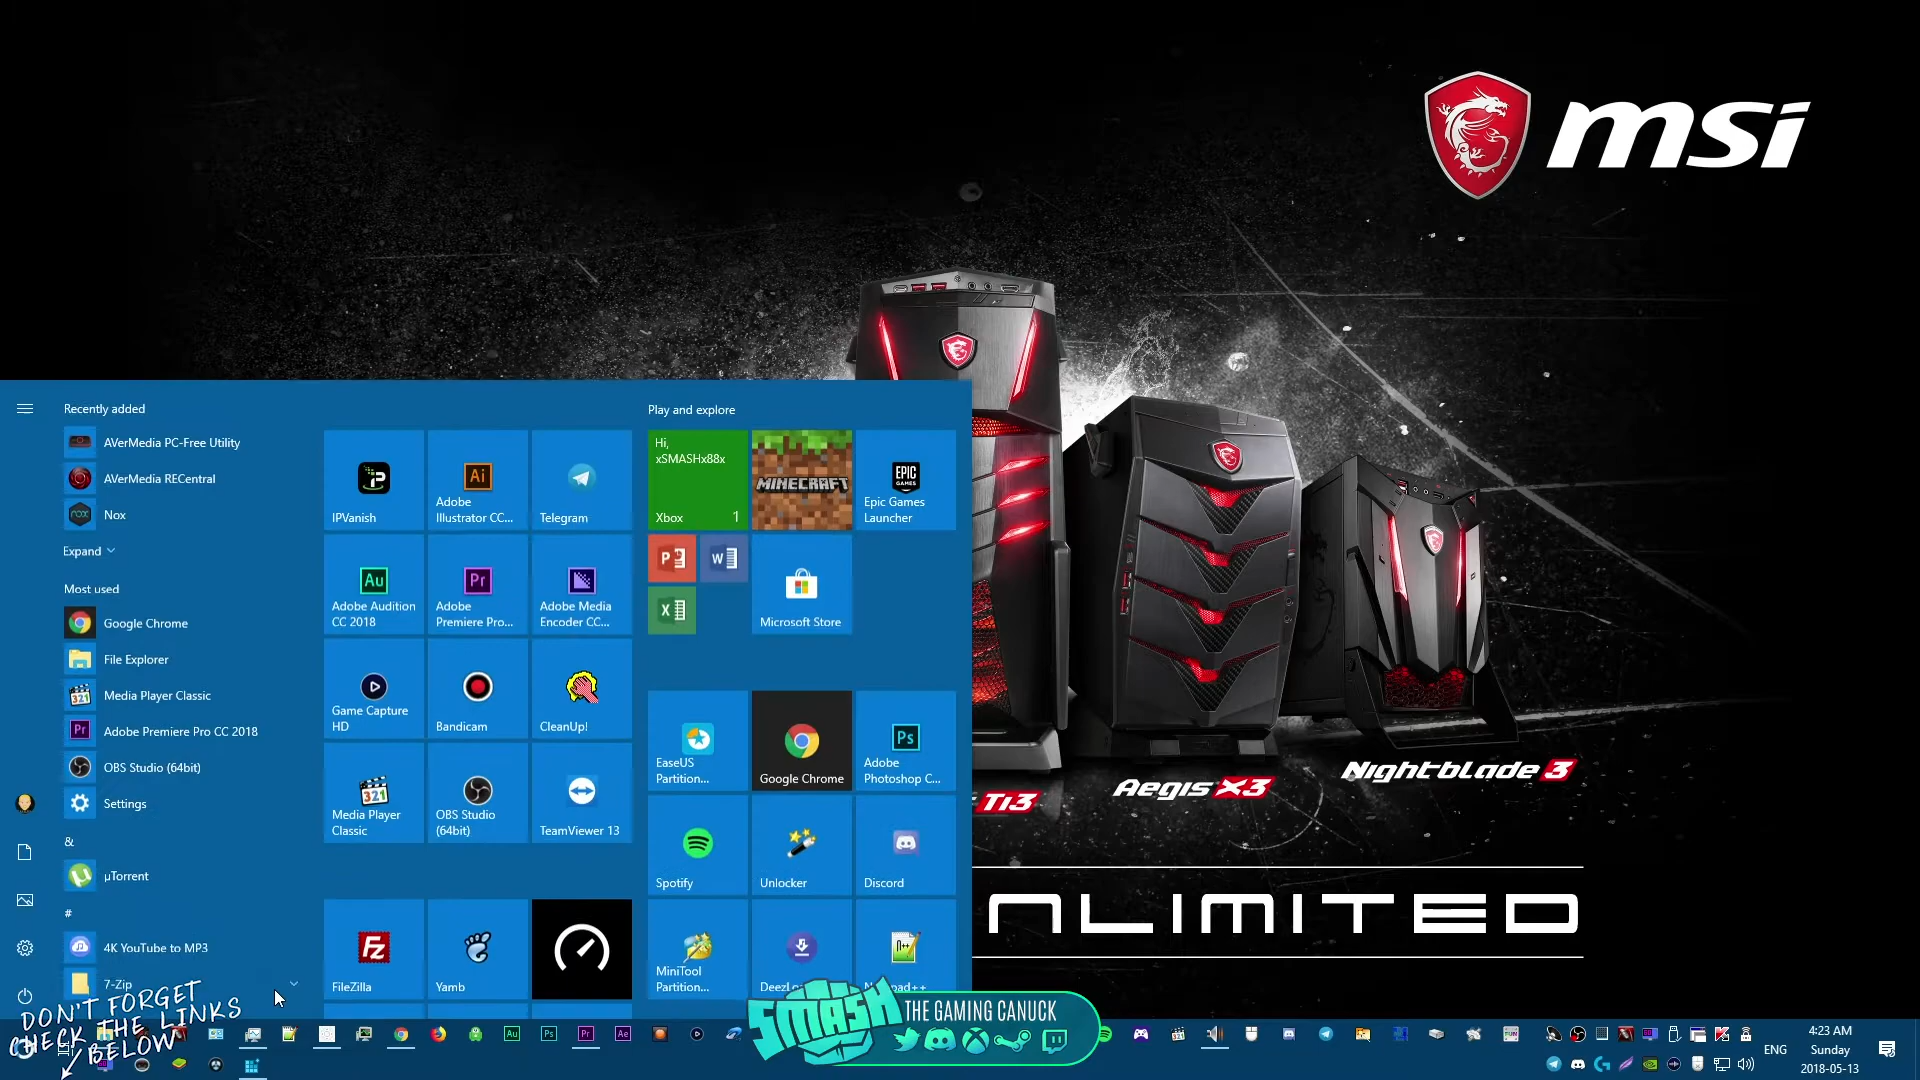 msi
Recently added
AVerMedia PC-Free Utility
AVerMedia RECentral
Nox
Expand
Most used
Google Chrome
File Explorer
Media Player Classic
Adobe Premiere Pro CC 2018
OBS Studio (64bit)
Settings
&
µTorrent
#
4K YouTube to MP3
7-Zip
IPVanish
Adobe
Illustrator CC...
Telegram
Adobe Audition
CC 2018
Adobe
Premiere Pro...
Adobe Media
Encoder CC...
Game Capture
HD
Bandicam
CleanUp!
Media Player
Classic
OBS Studio
(64bit)
TeamViewer 13
FileZilla
Yamb
Play and explore
Hi,
xSMASHx88x
Xbox 1
MINECRAFT
EPIC
GAMES
Epic Games
Launcher
Microsoft Store
EaseUS
Partition...
Google Chrome
Adobe
Photoshop C...
Spotify
Unlocker
Discord
MiniTool
Partition...
Ti3
Aegis X3
Nightblade 3
NLIMITED
DON'T FORGET
CHECK THE LINKS
BELOW
SMASH
THE GAMING CANUCK
ENG
4:23 AM
Sunday
2018-05-13